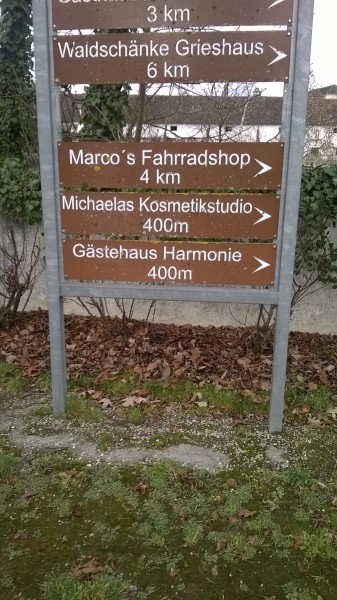 3 km
Waldschänke Grieshaus
6 km
Marco´s Fahrradshop
4 km
Michaelas Kosmetikstudio
400m
Gästehaus Harmonie
400m